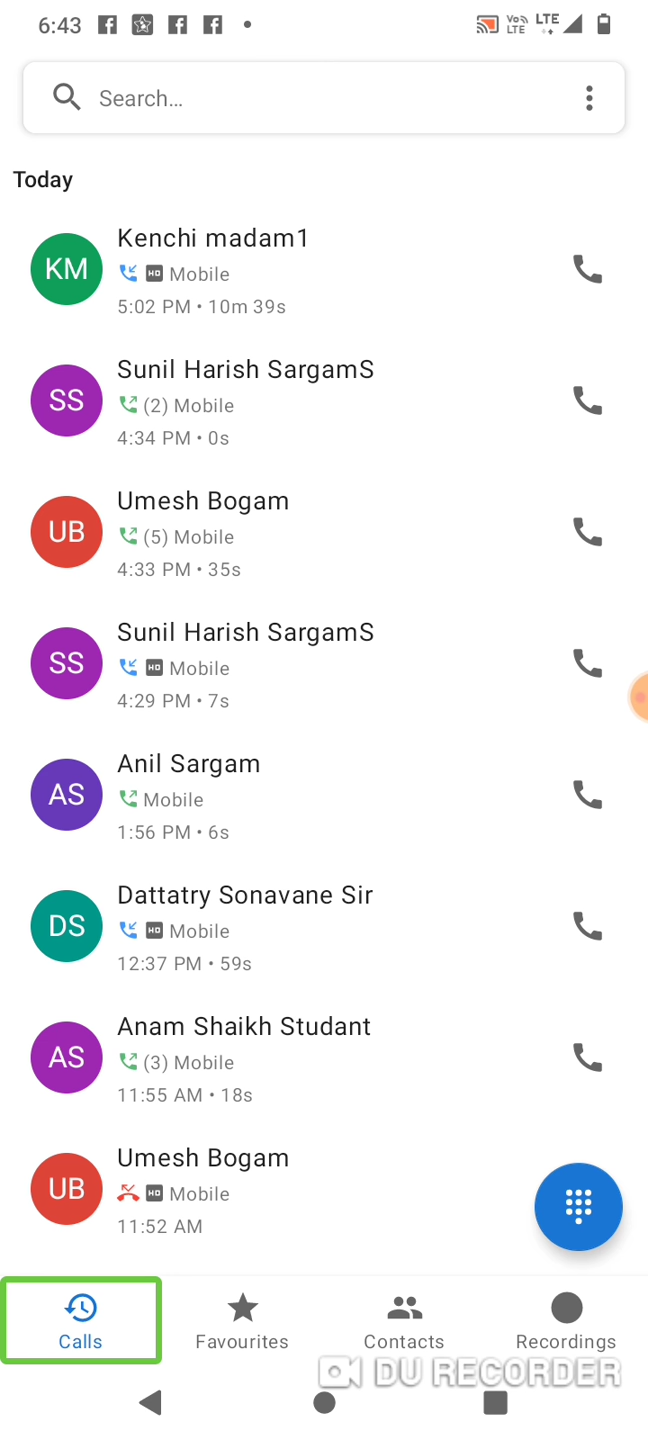 6:43 Vo LTE LTE
Search...
Today
KM Kenchi madam1
HD Mobile
5:02 PM • 10m 39s
SS Sunil Harish SargamS
(2) Mobile
4:34 PM • 0s
UB Umesh Bogam
(5) Mobile
4:33 PM • 35s
SS Sunil Harish SargamS
HD Mobile
4:29 PM • 7s
AS Anil Sargam
Mobile
1:56 PM • 6s
DS Dattatry Sonavane Sir
HD Mobile
12:37 PM • 59s
AS Anam Shaikh Studant
(3) Mobile
11:55 AM • 18s
UB Umesh Bogam
HD Mobile
11:52 AM
Calls Favourites Contacts Recordings
DU RECORDER